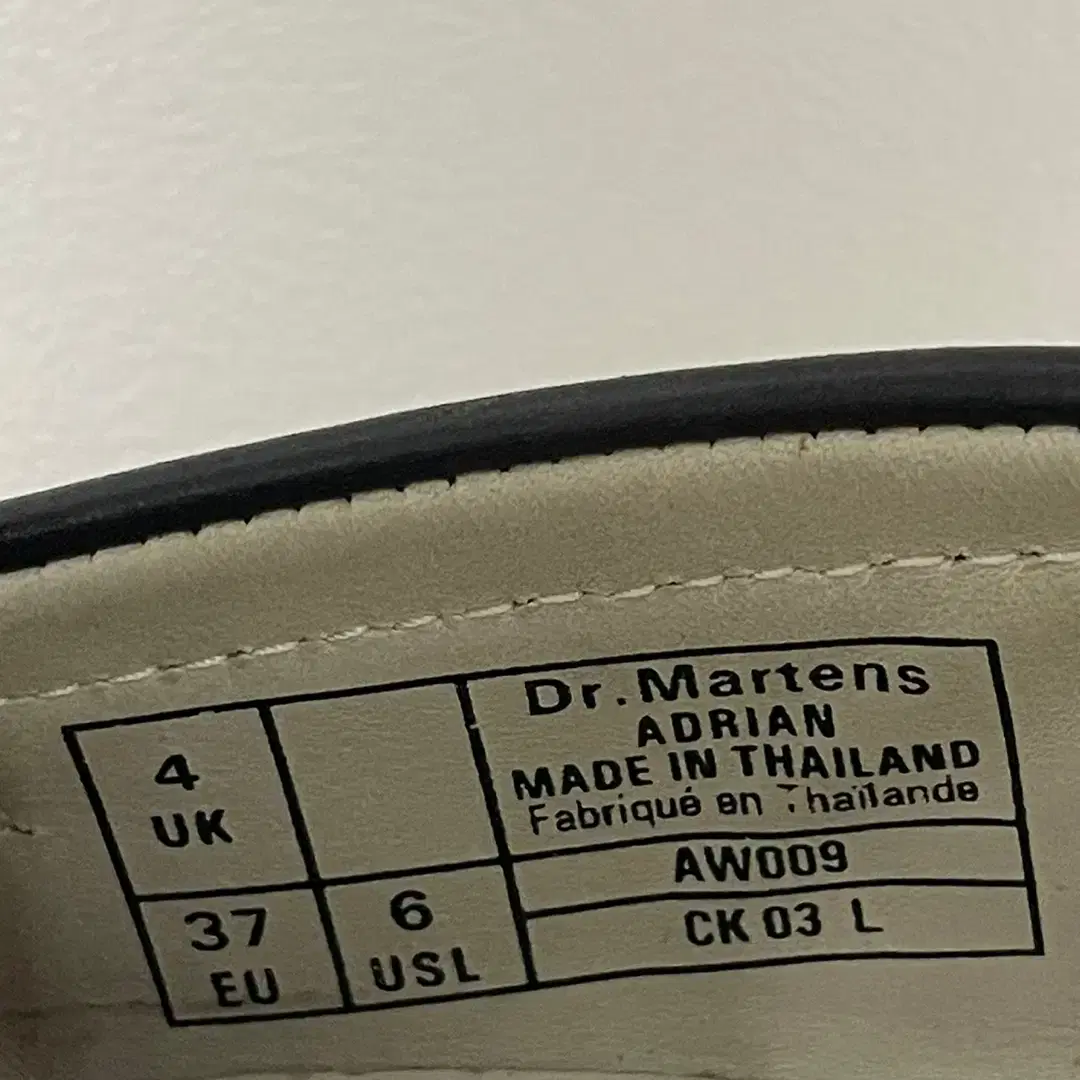 4
UK
37
EU
6
USL
Dr.Martens
ADRIAN
MADE IN THAILAND
Fabriqué en Thaïlande
AW009
CK 03 L